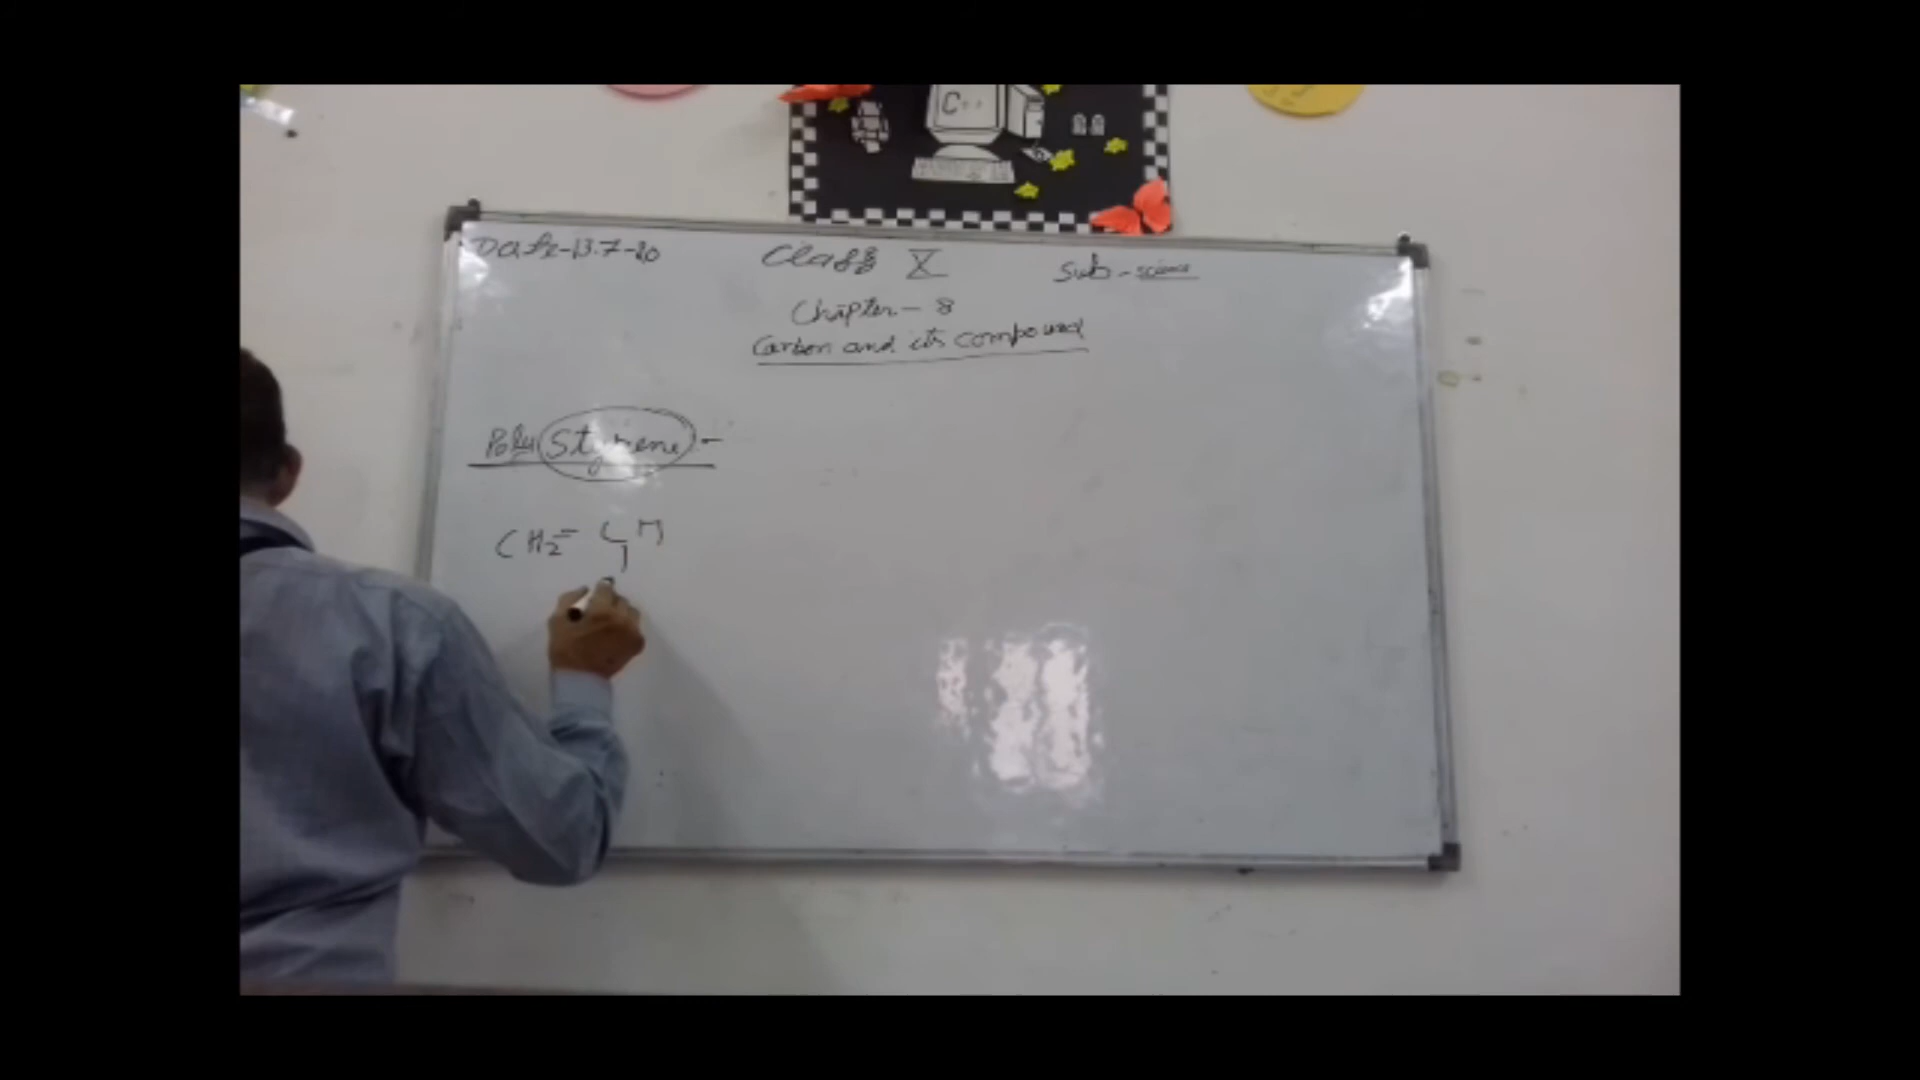 C++
Date-13.7-20
Class X
Sub-science
Chapter-8
Carbon and its compound
Poly Styrene:-
CH2= CH